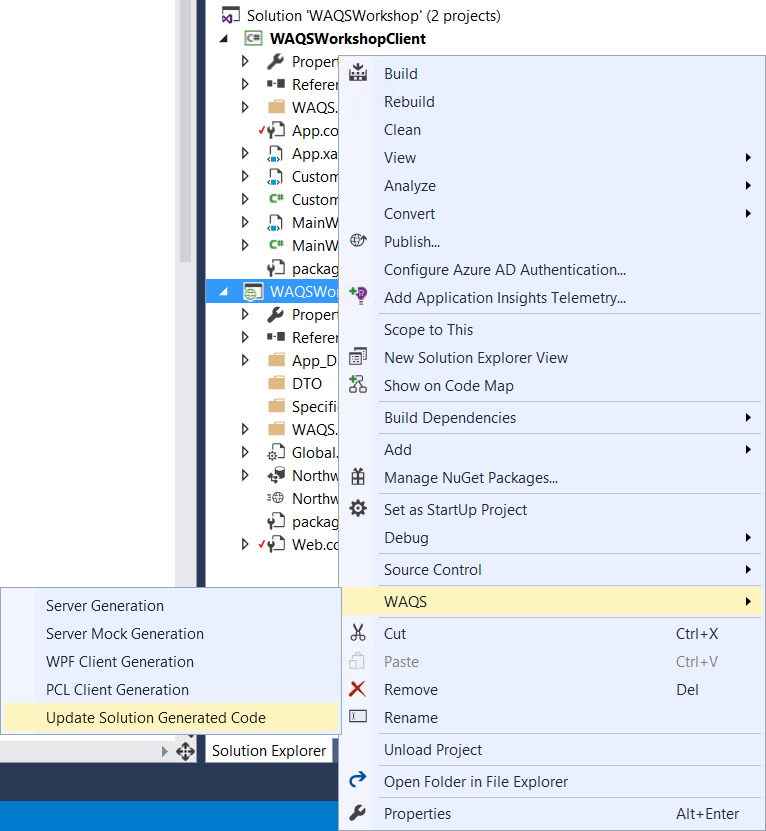 Solution 'WAQSWorkshop' (2 projects)
C# WAQSWorkshopClient
Proper
Referen
WAQS.
App.co
App.xa
Custom
C# Custom
MainW
C# MainW
packag
WAQSWor
Proper
Referen
App_D
DTO
Specifi
WAQS.
Global.
Northw
Northw
packag
Web.co
Solution Explorer
Build
Rebuild
Clean
View
Analyze
Convert
Publish...
Configure Azure AD Authentication...
Add Application Insights Telemetry...
Scope to This
New Solution Explorer View
Show on Code Map
Build Dependencies
Add
Manage NuGet Packages...
Set as StartUp Project
Debug
Source Control
WAQS
Cut Ctrl+X
Paste Ctrl+V
Remove Del
Rename
Unload Project
Open Folder in File Explorer
Properties Alt+Enter
Server Generation
Server Mock Generation
WPF Client Generation
PCL Client Generation
Update Solution Generated Code